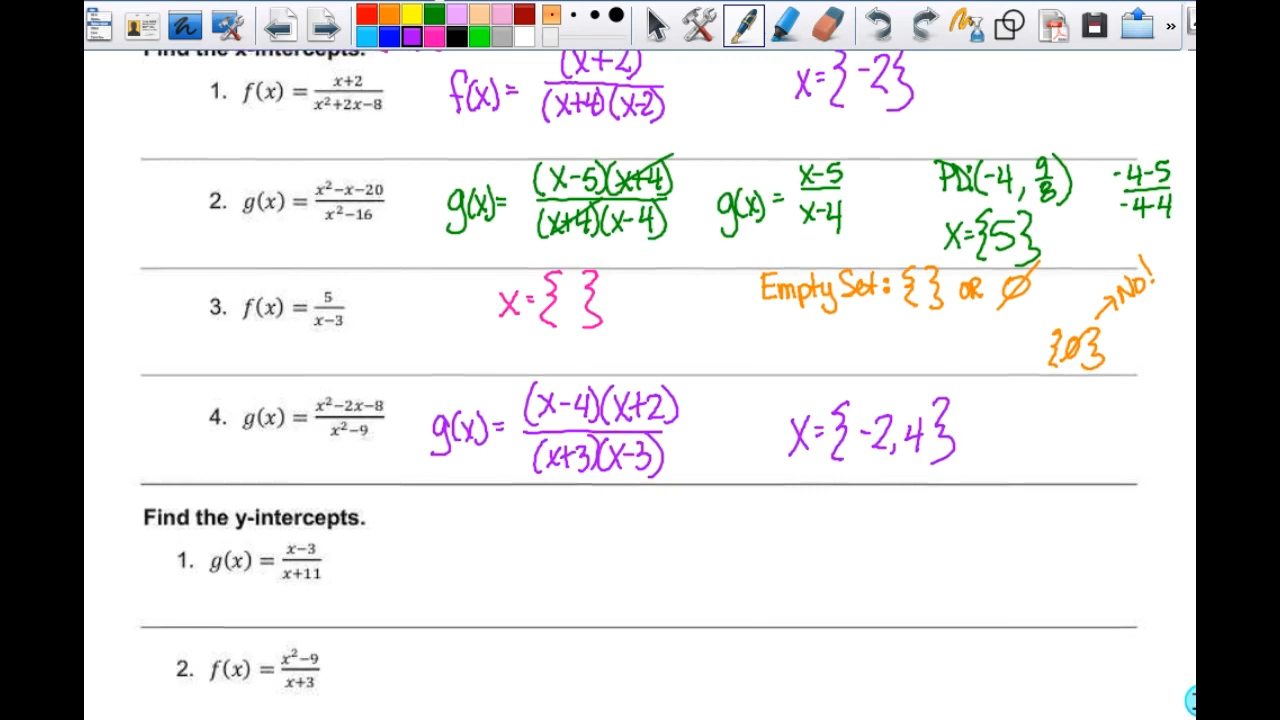 Find the x-intercepts.
1. f(x) = x+2/x²+2x−8 f(x) = (x+2)/(x+4)(x-2) x={-2}
2. g(x) = x²−x−20/x²−16 g(x)= (x-5)(x+4)/(x+4)(x-4) g(x) = x-5/x-4 PD:(-4, 9/8) -4-5/-4-4
x={5}
3. f(x) = 5/x−3 x={ } Empty Set: { } OR ∅
NO!
{∅}
4. g(x) = x²−2x−8/x²−9 g(x) = (x-4)(x+2)/(x+3)(x-3) x={-2,4}
Find the y-intercepts.
1. g(x) = x−3/x+11
2. f(x) = x²−9/x+3